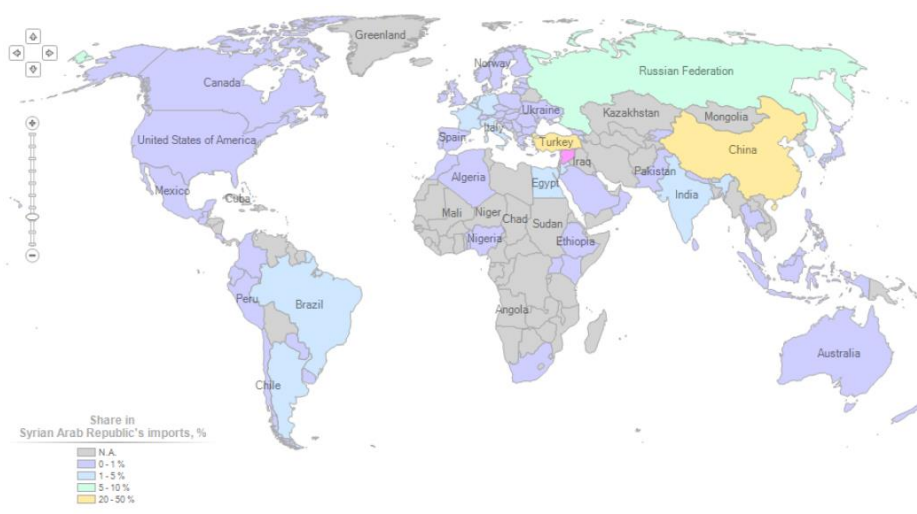 Greenland
Norway
Russian Federation
Canada
Ukraine
Kazakhstan
Mongolia
United States of America
Spain
Italy
Turkey
China
Iraq
Mexico
Cuba
Algeria
Egypt
Pakistan
India
Mali
Niger
Chad
Sudan
Nigeria
Ethiopia
Peru
Brazil
Angola
Australia
Chile
Share in
Syrian Arab Republic's imports, %
N.A.
0 - 1 %
1 - 5 %
5 - 10 %
20 - 50 %